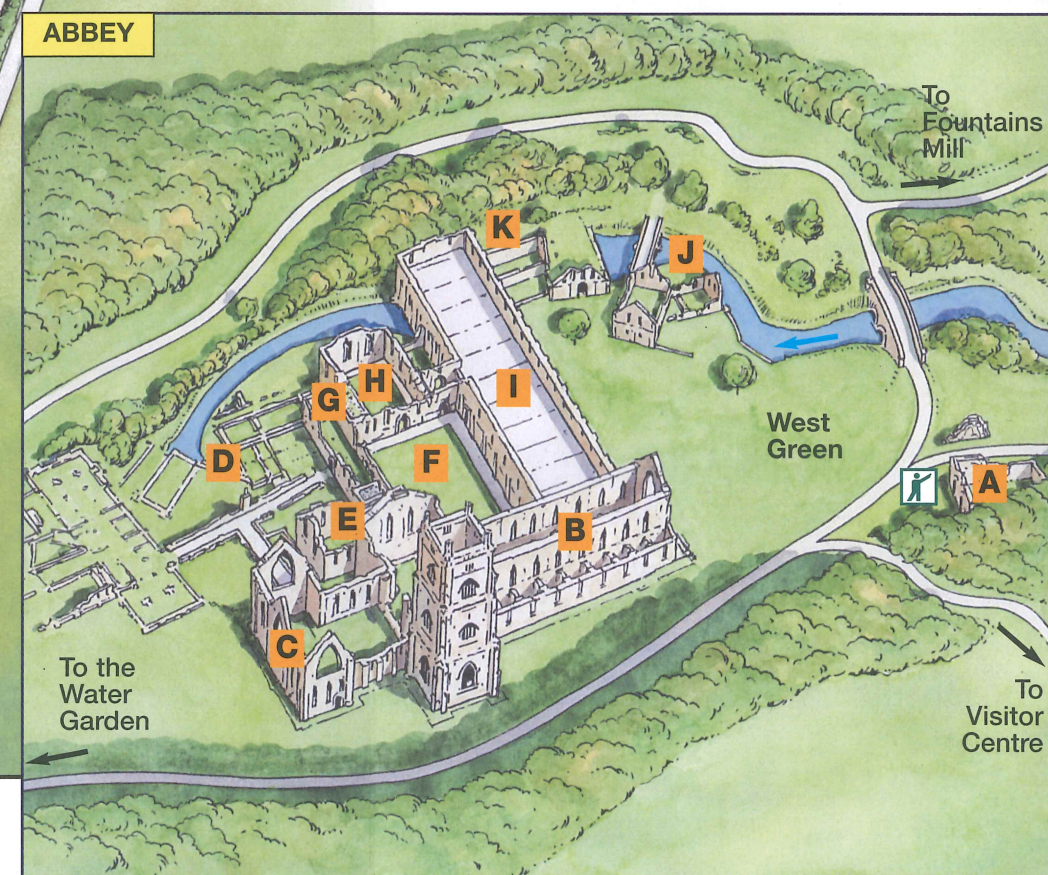 ABBEY
To
Fountains
Mill
K
J
H
G
I
West
Green
D
F
A
E
B
C
To the
Water
Garden
To
Visitor
Centre